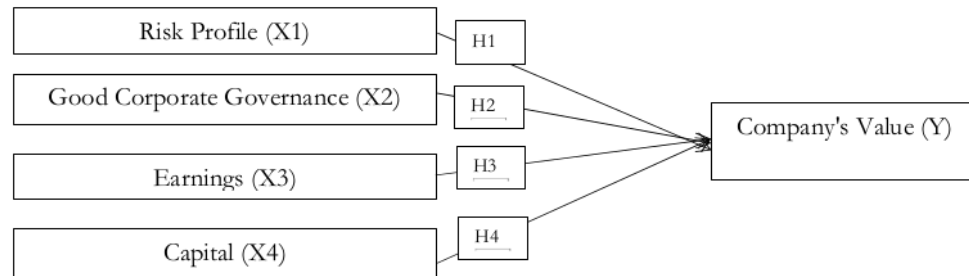 Risk Profile (X1)
H1
Good Corporate Governance (X2)
H2
Company's Value (Y)
H3
Earnings (X3)
H4
Capital (X4)